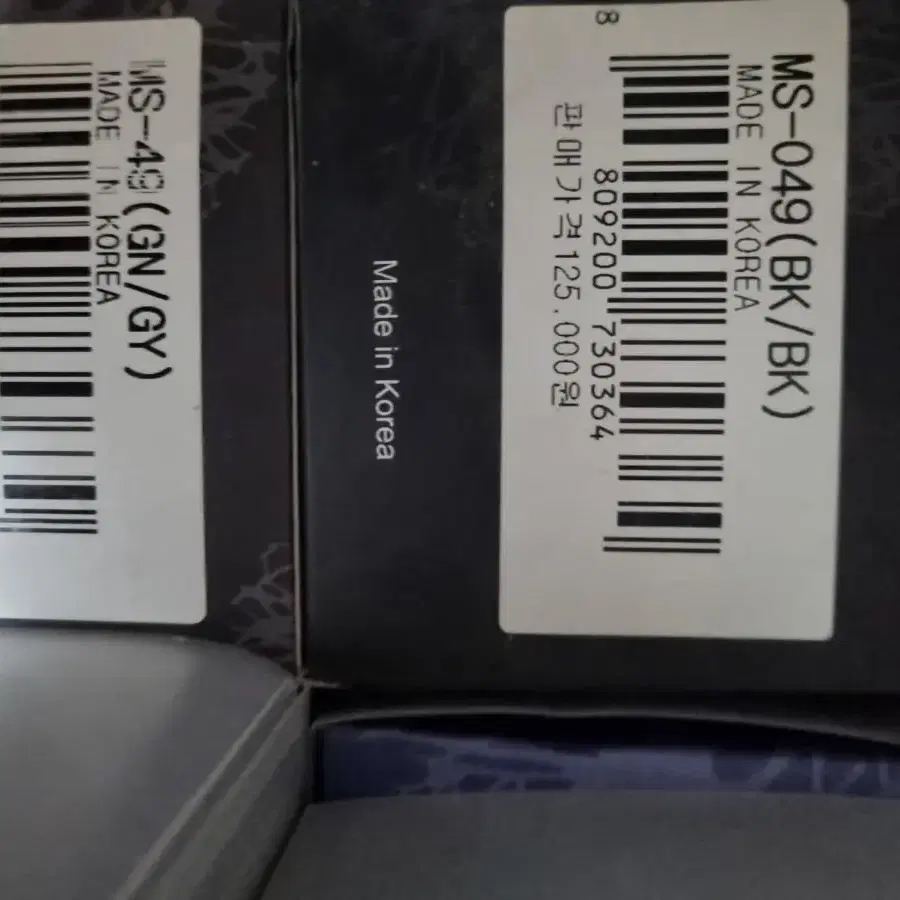 MS-49(GN/GY)
MADE IN KOREA
Made in Korea
MS-049(BK/BK)
MADE IN KOREA
8 809200 730364
판매가격125.000원